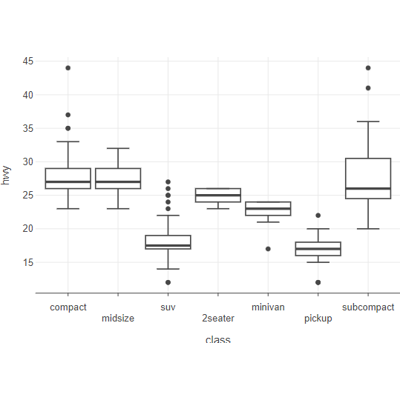 45
40
35
30
25
20
15
hwy
compact
midsize
suv
2seater
minivan
pickup
subcompact
class